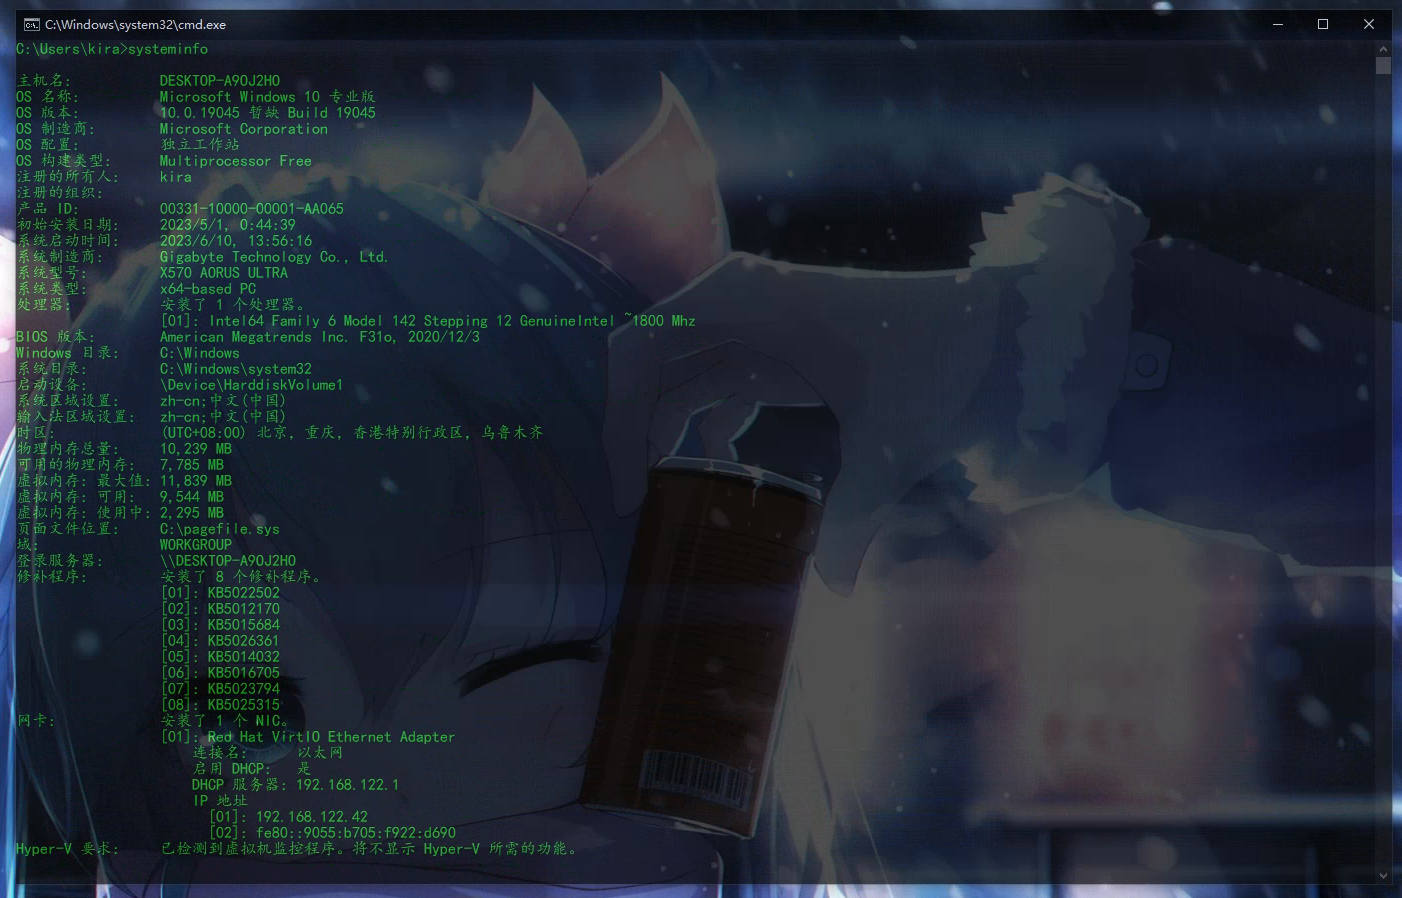 C:\Windows\system32\cmd.exe
C:\Users\kira>systeminfo
主机名: DESKTOP-A9OJ2HO
OS 名称: Microsoft Windows 10 专业版
OS 版本: 10.0.19045 暂缺 Build 19045
OS 制造商: Microsoft Corporation
OS 配置: 独立工作站
OS 构建类型: Multiprocessor Free
注册的所有人: kira
注册的组织:
产品 ID: 00331-10000-00001-AA065
初始安装日期: 2023/5/1, 0:44:39
系统启动时间: 2023/6/10, 13:56:16
系统制造商: Gigabyte Technology Co., Ltd.
系统型号: X570 AORUS ULTRA
系统类型: x64-based PC
处理器: 安装了 1 个处理器。
[01]: Intel64 Family 6 Model 142 Stepping 12 GenuineIntel ~1800 Mhz
BIOS 版本: American Megatrends Inc. F31o, 2020/12/3
Windows 目录: C:\Windows
系统目录: C:\Windows\system32
启动设备: \Device\HarddiskVolume1
系统区域设置: zh-cn;中文(中国)
输入法区域设置: zh-cn;中文(中国)
时区: (UTC+08:00) 北京, 重庆, 香港特别行政区, 乌鲁木齐
物理内存总量: 10,239 MB
可用的物理内存: 7,785 MB
虚拟内存: 最大值: 11,839 MB
虚拟内存: 可用: 9,544 MB
虚拟内存: 使用中: 2,295 MB
页面文件位置: C:\pagefile.sys
域: WORKGROUP
登录服务器: \\DESKTOP-A9OJ2HO
修补程序: 安装了 8 个修补程序。
[01]: KB5022502
[02]: KB5012170
[03]: KB5015684
[04]: KB5026361
[05]: KB5014032
[06]: KB5016705
[07]: KB5023794
[08]: KB5025315
网卡: 安装了 1 个 NIC。
[01]: Red Hat VirtIO Ethernet Adapter
连接名: 以太网
启用 DHCP: 是
DHCP 服务器: 192.168.122.1
IP 地址
[01]: 192.168.122.42
[02]: fe80::9055:b705:f922:d690
Hyper-V 要求: 已检测到虚拟机监控程序。将不显示 Hyper-V 所需的功能。